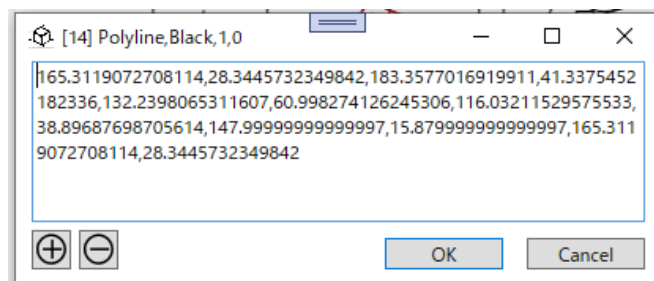 [14] Polyline,Black,1,0
165.3119072708114,28.3445732349842,183.3577016919911,41.3375452
182336,132.2398065311607,60.998274126245306,116.03211529575533,
38.89687698705614,147.99999999999997,15.879999999999997,165.311
9072708114,28.3445732349842
OK Cancel